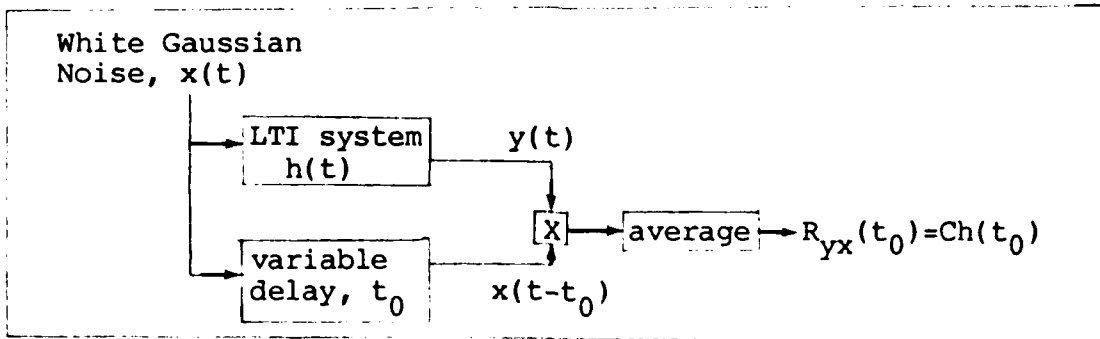 White Gaussian
Noise, x(t)
LTI system
h(t)
y(t)
X
average
R_yx(t_0)=Ch(t_0)
variable
delay, t_0
x(t-t_0)